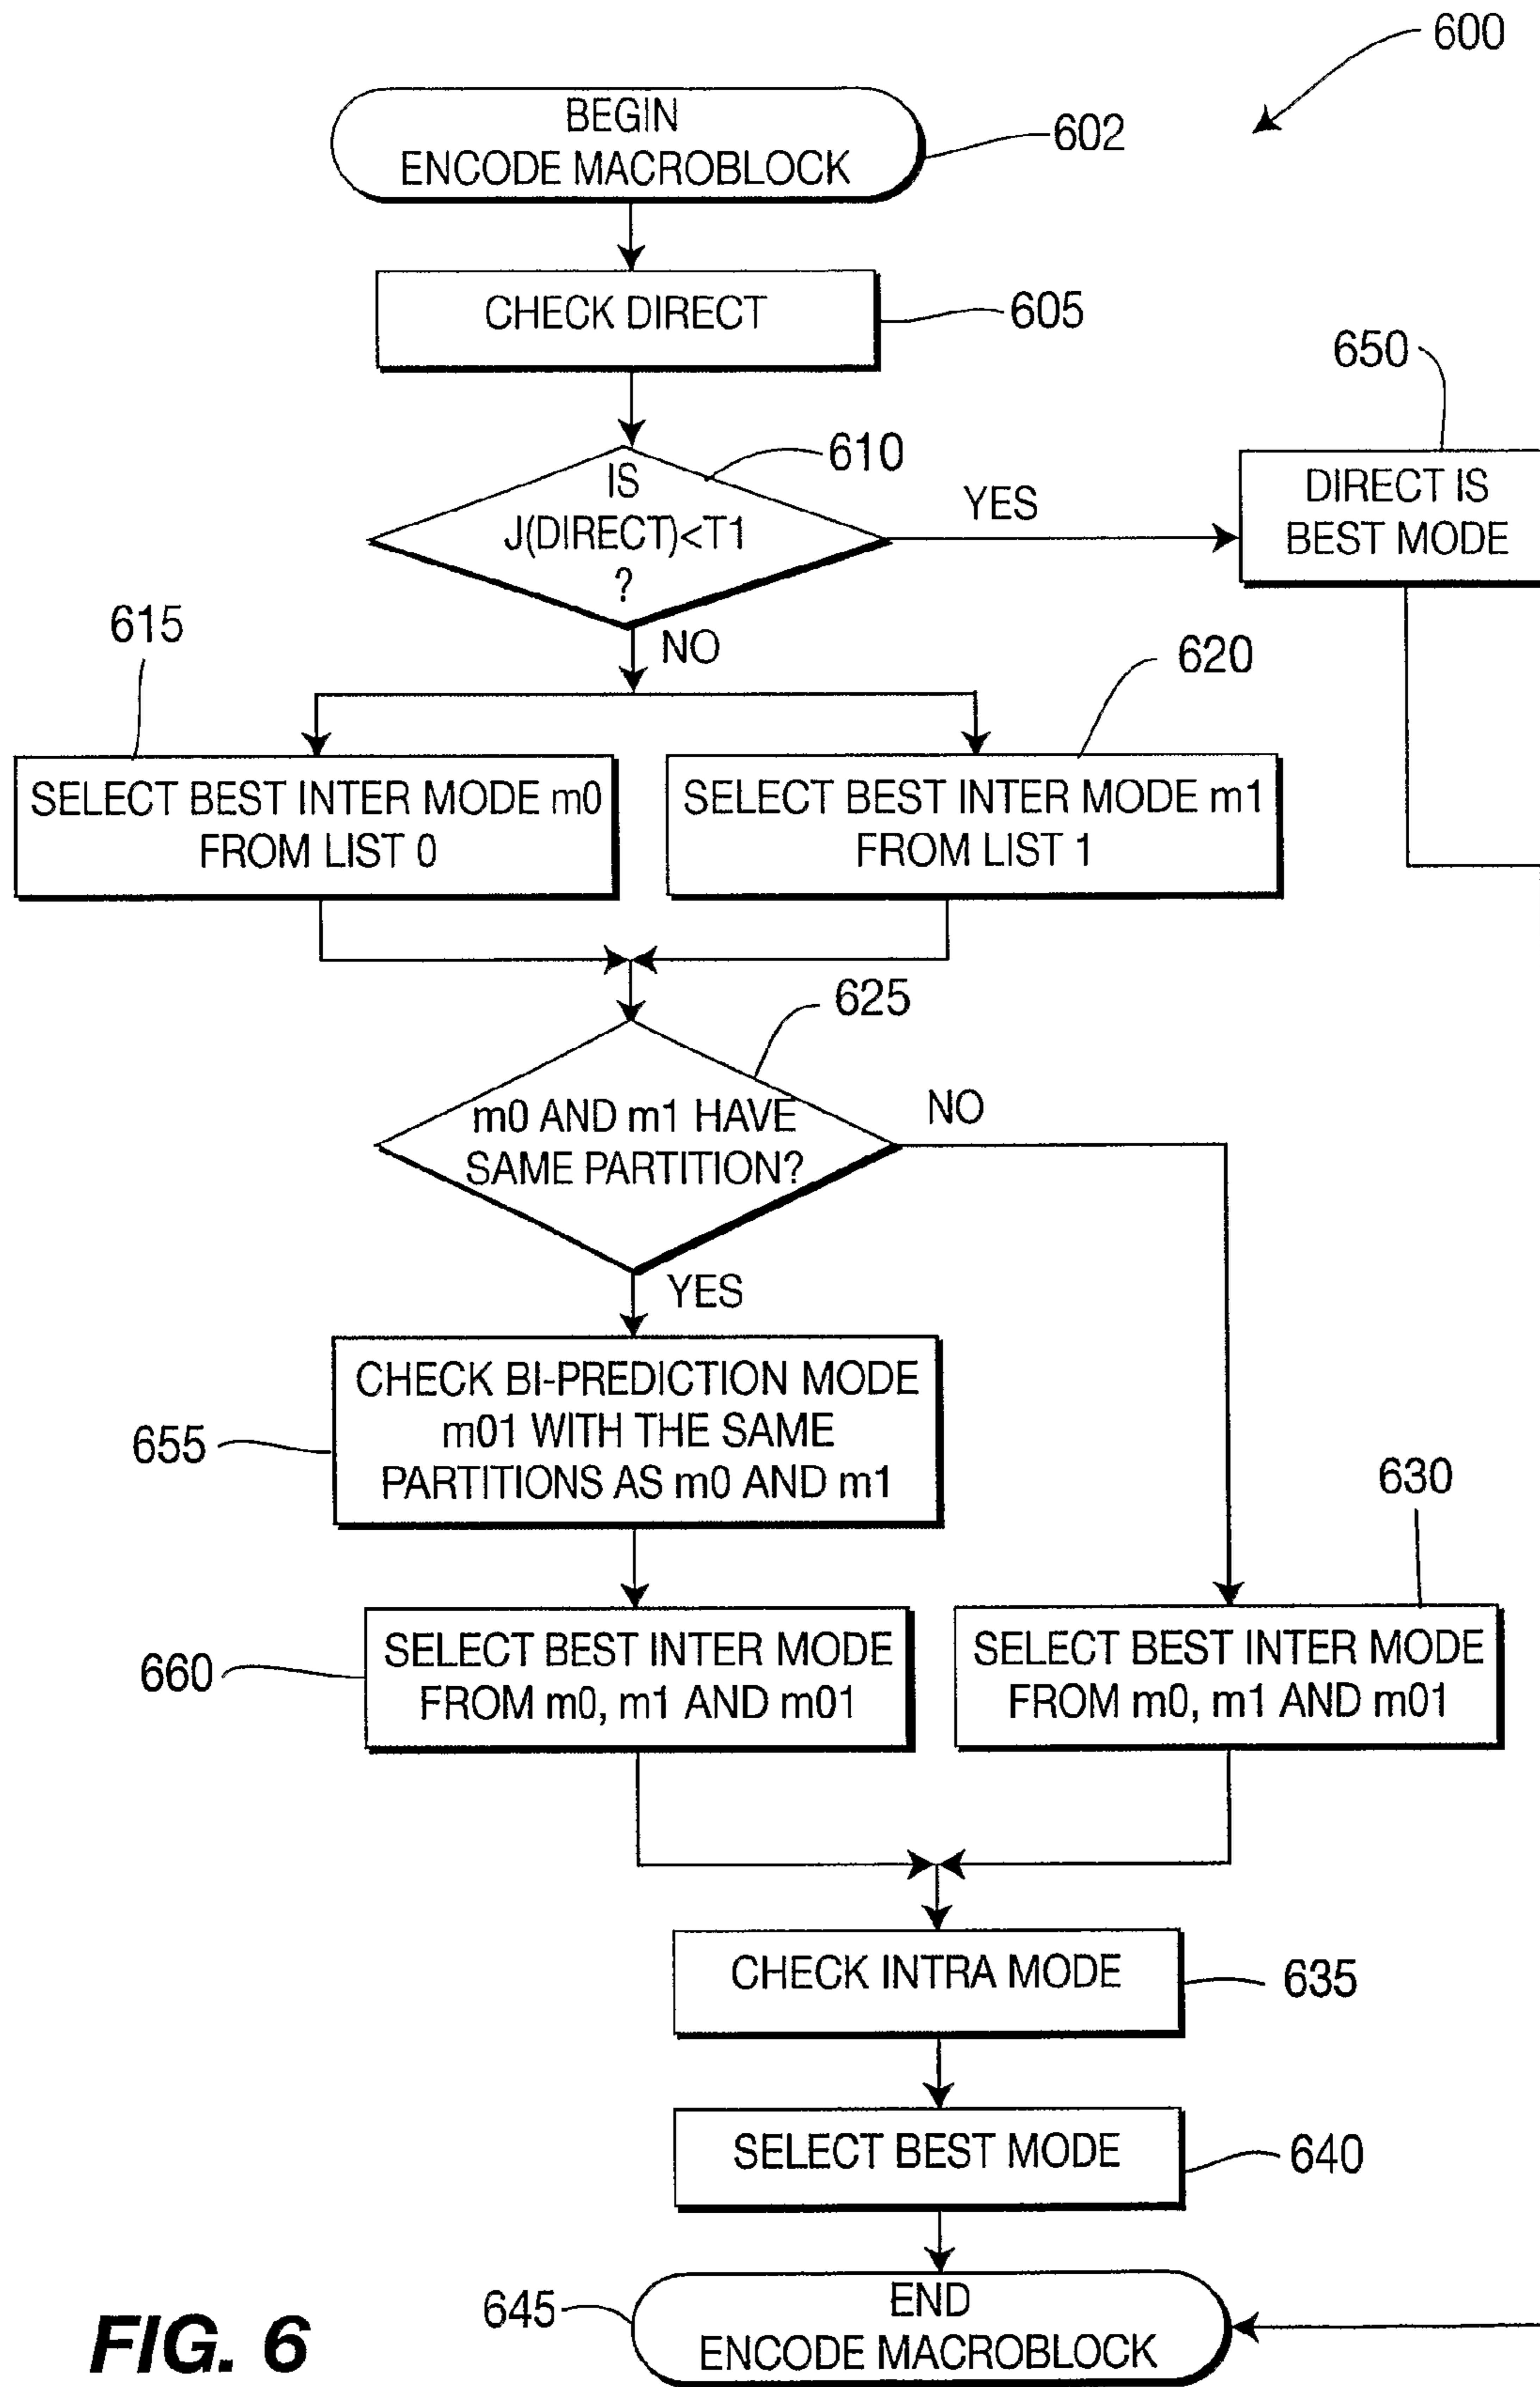 600
BEGIN
ENCODE MACROBLOCK
602
CHECK DIRECT
605
650
610
IS
J(DIRECT)<T1
?
YES
DIRECT IS
BEST MODE
NO
615
620
SELECT BEST INTER MODE m0
FROM LIST 0
SELECT BEST INTER MODE m1
FROM LIST 1
625
m0 AND m1 HAVE
SAME PARTITION?
NO
YES
655
CHECK BI-PREDICTION MODE
m01 WITH THE SAME
PARTITIONS AS m0 AND m1
630
660
SELECT BEST INTER MODE
FROM m0, m1 AND m01
SELECT BEST INTER MODE
FROM m0, m1 AND m01
CHECK INTRA MODE
635
SELECT BEST MODE
640
645
END
ENCODE MACROBLOCK
FIG. 6